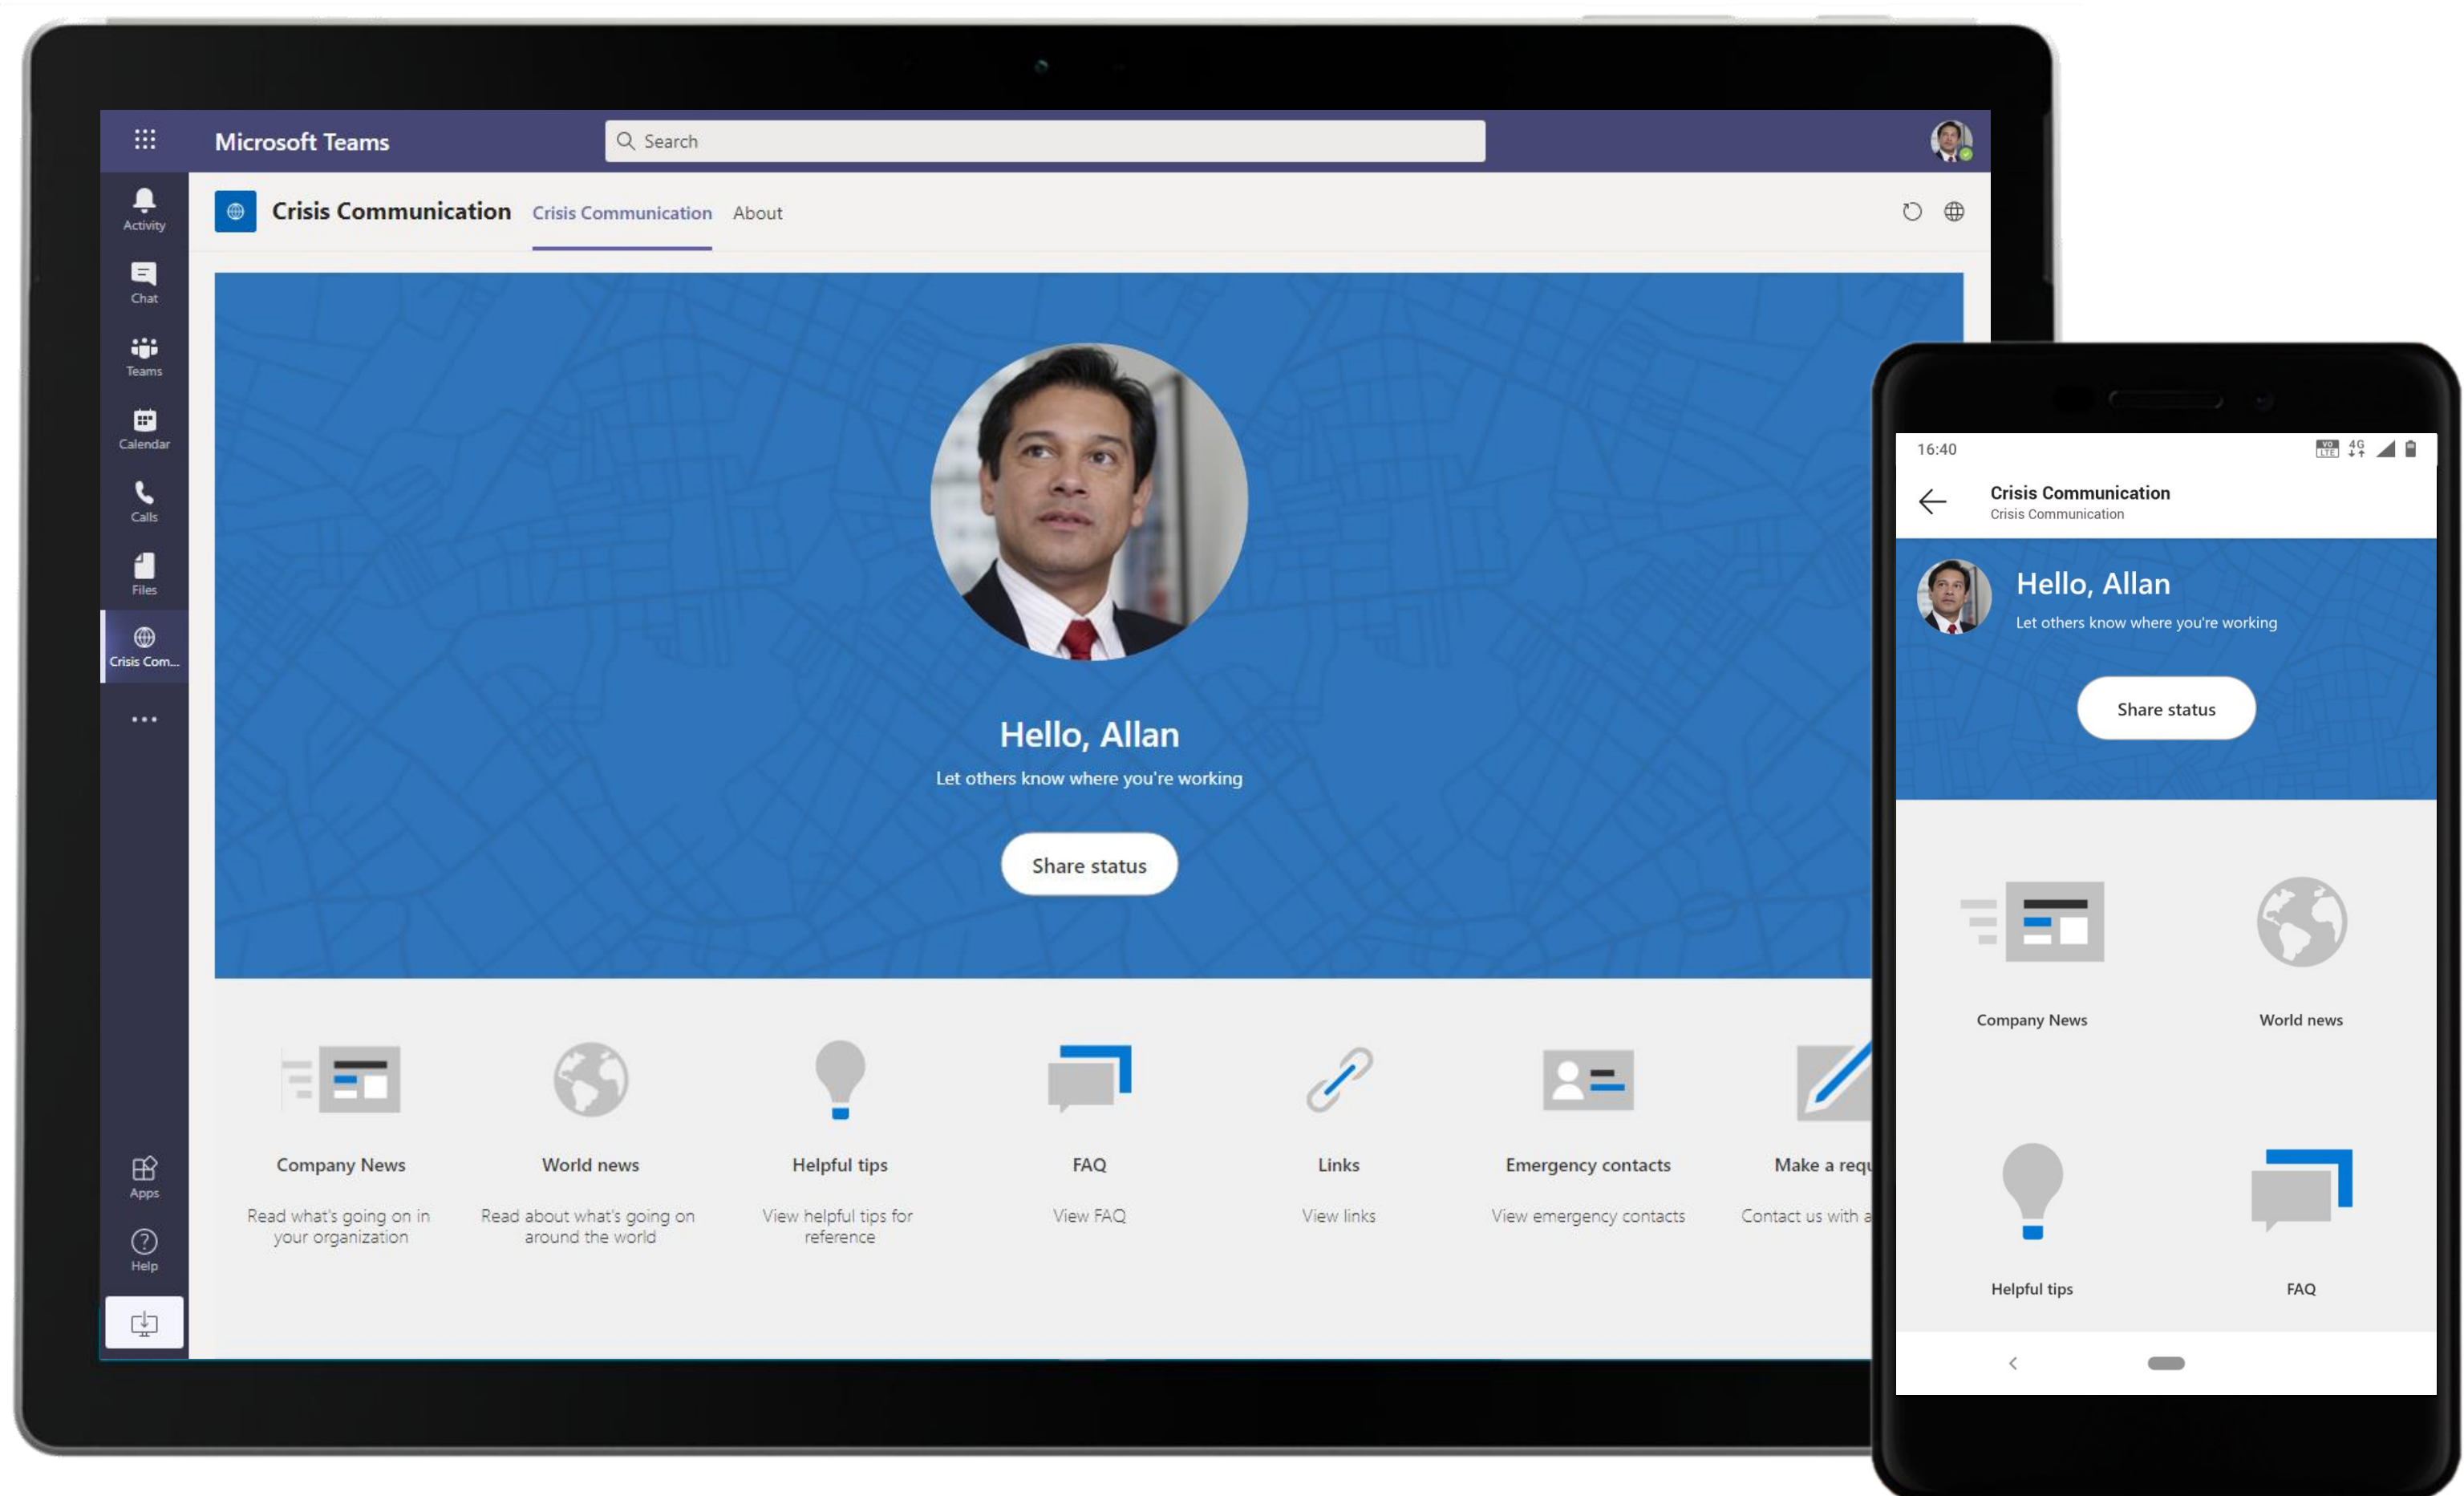 Microsoft Teams
Search
Activity
Chat
Teams
Calendar
Calls
Files
Crisis Com...
Apps
Help
Crisis Communication
Crisis Communication
About
Hello, Allan
Let others know where you're working
Share status
Company News
Read what's going on in
your organization
World news
Read about what's going on
around the world
Helpful tips
View helpful tips for
reference
FAQ
View FAQ
Links
View links
Emergency contacts
View emergency contacts
Make a requ
Contact us with a
16:40
VO
LTE
4G
Crisis Communication
Crisis Communication
Hello, Allan
Let others know where you're working
Share status
Company News
World news
Helpful tips
FAQ